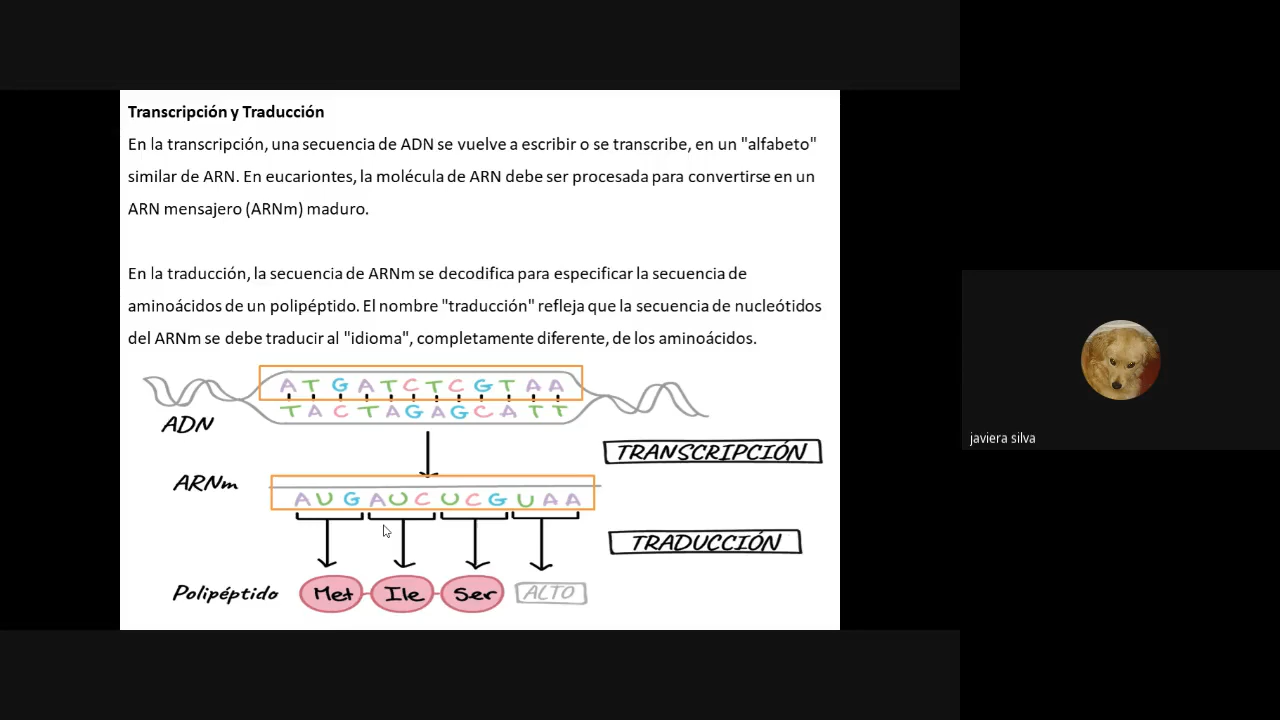 Transcripción y Traducción
En la transcripción, una secuencia de ADN se vuelve a escribir o se transcribe, en un "alfabeto"
similar de ARN. En eucariontes, la molécula de ARN debe ser procesada para convertirse en un
ARN mensajero (ARNm) maduro.
En la traducción, la secuencia de ARNm se decodifica para especificar la secuencia de
aminoácidos de un polipéptido. El nombre "traducción" refleja que la secuencia de nucleótidos
del ARNm se debe traducir al "idioma", completamente diferente, de los aminoácidos.
ATGATCTCGTAA
TACTAGAGCATT
ADN
TRANSCRIPCIÓN
ARNm
AUGAUCUCGUAA
TRADUCCIÓN
Polipéptido Met Ile Ser ALTO
javiera silva